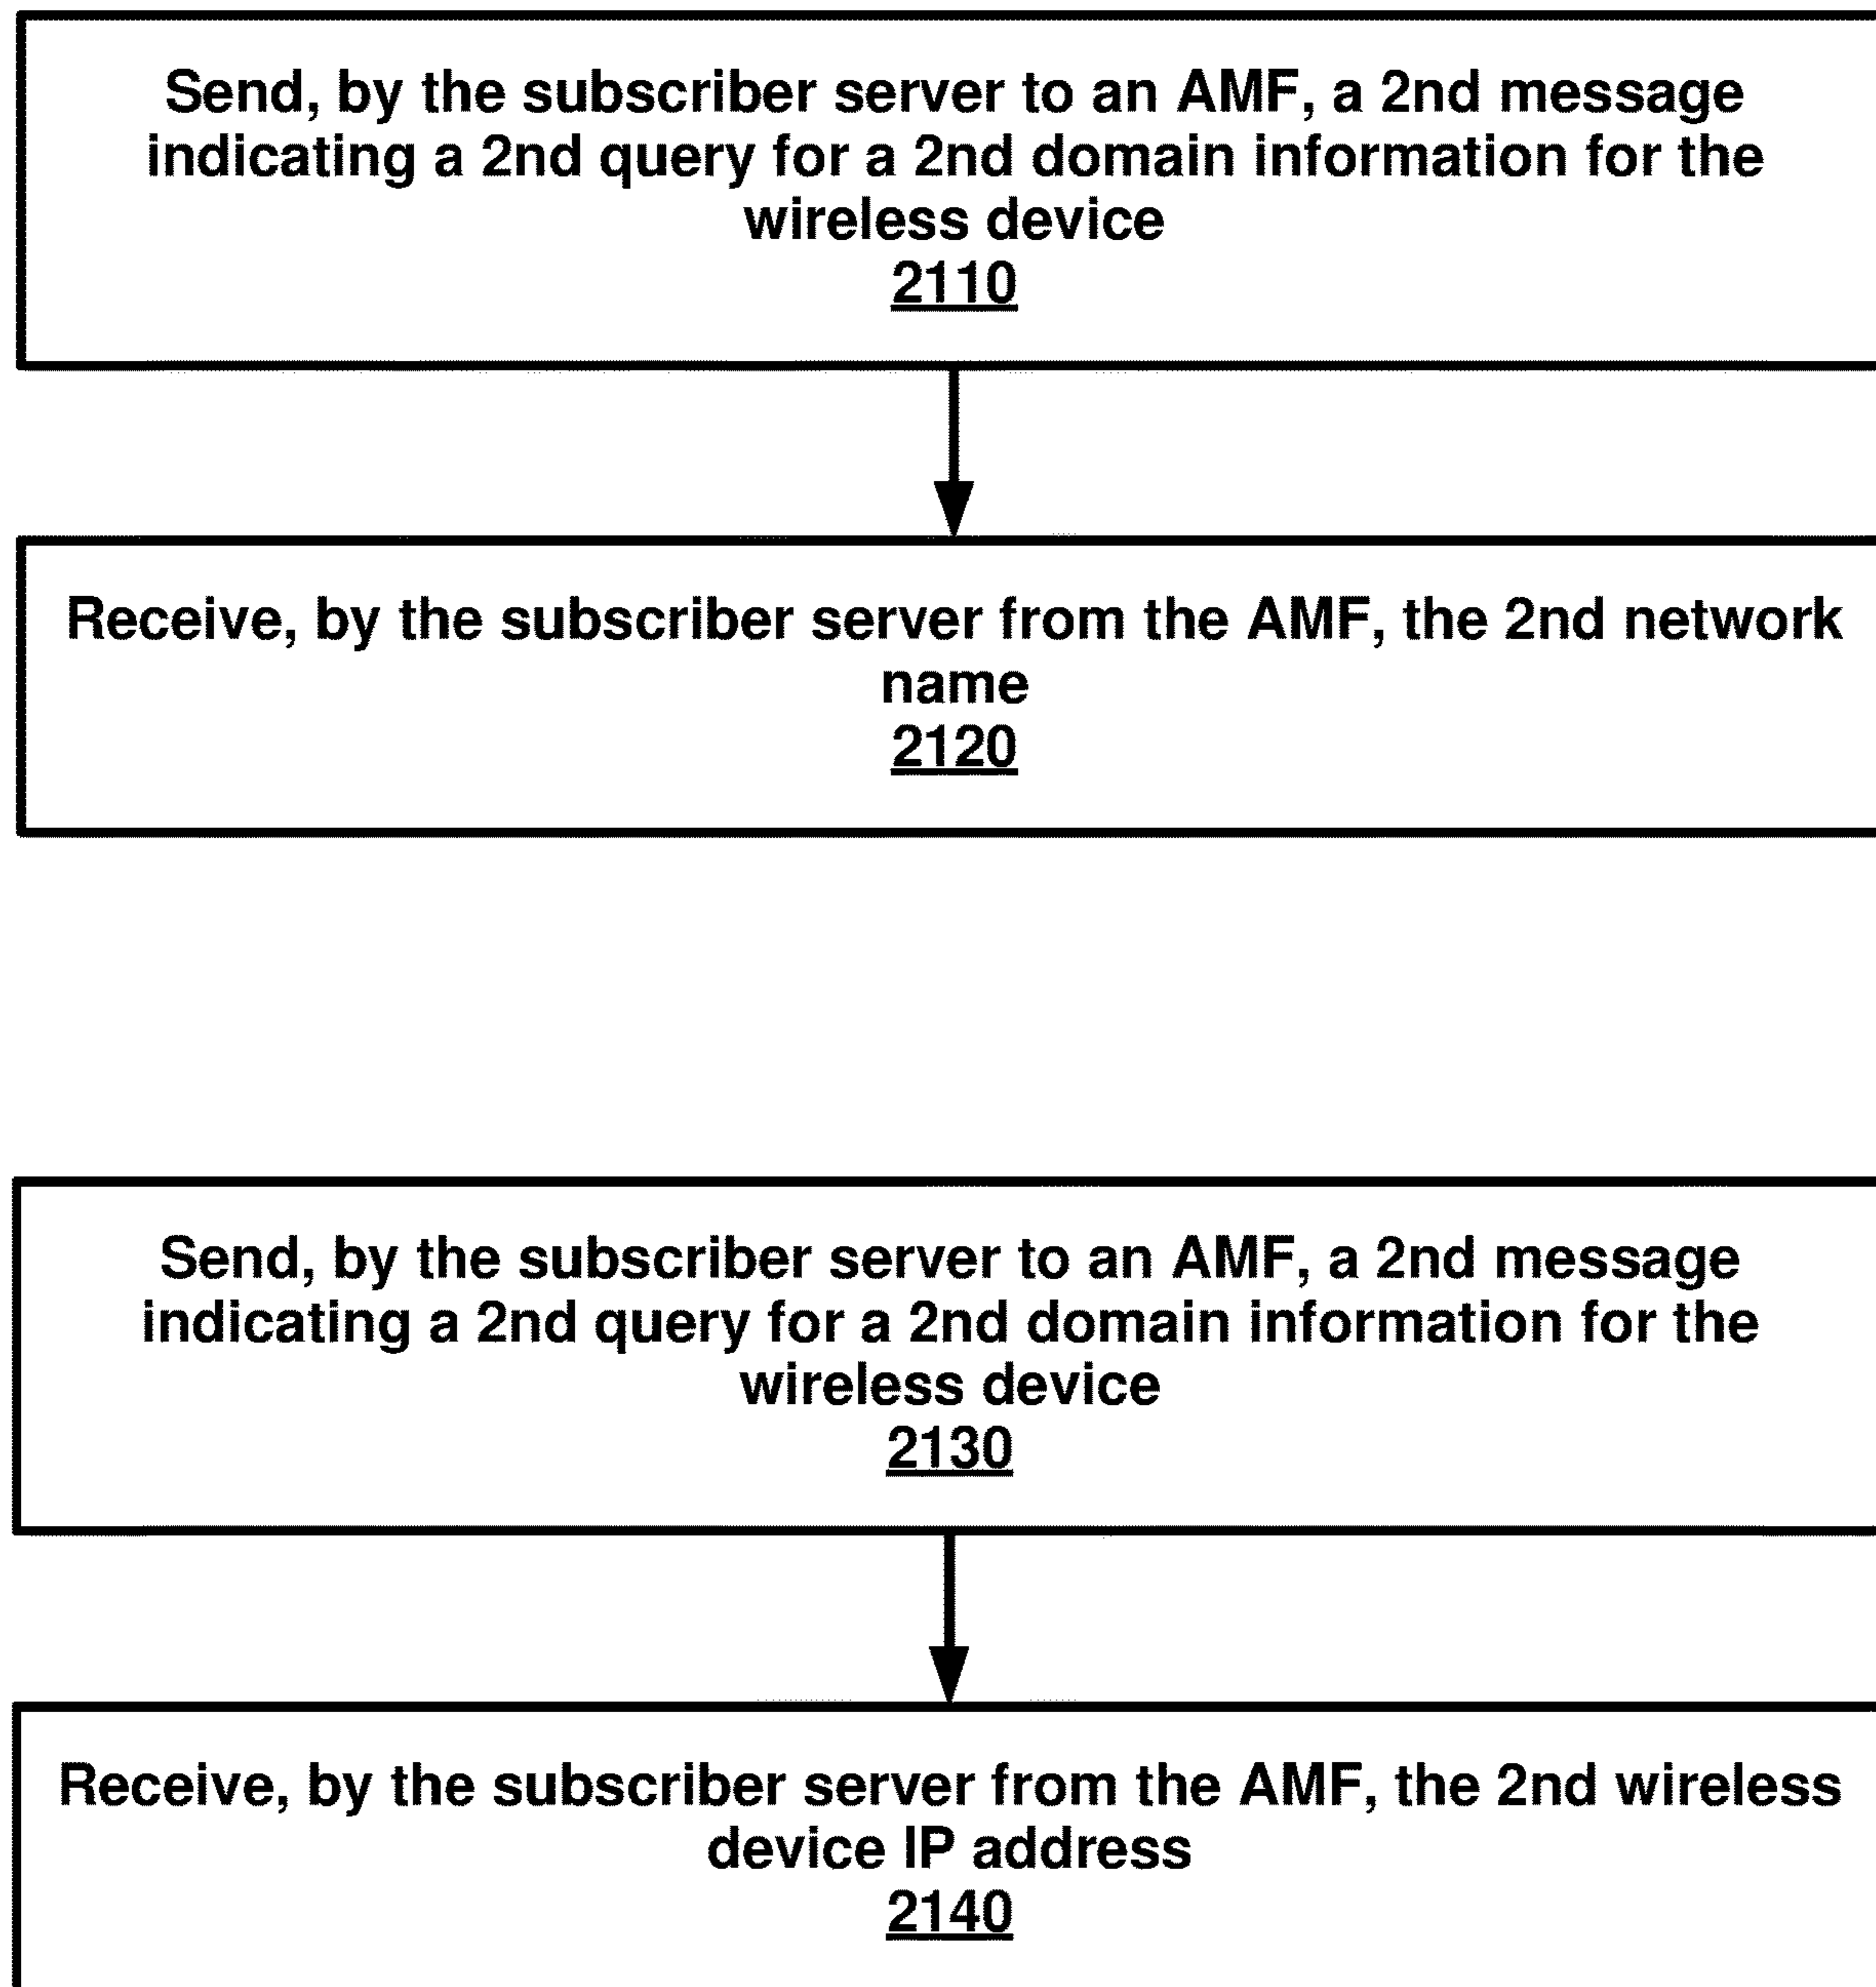 Send, by the subscriber server to an AMF, a 2nd message
indicating a 2nd query for a 2nd domain information for the
wireless device
2110
Receive, by the subscriber server from the AMF, the 2nd network
name
2120
Send, by the subscriber server to an AMF, a 2nd message
indicating a 2nd query for a 2nd domain information for the
wireless device
2130
Receive, by the subscriber server from the AMF, the 2nd wireless
device IP address
2140